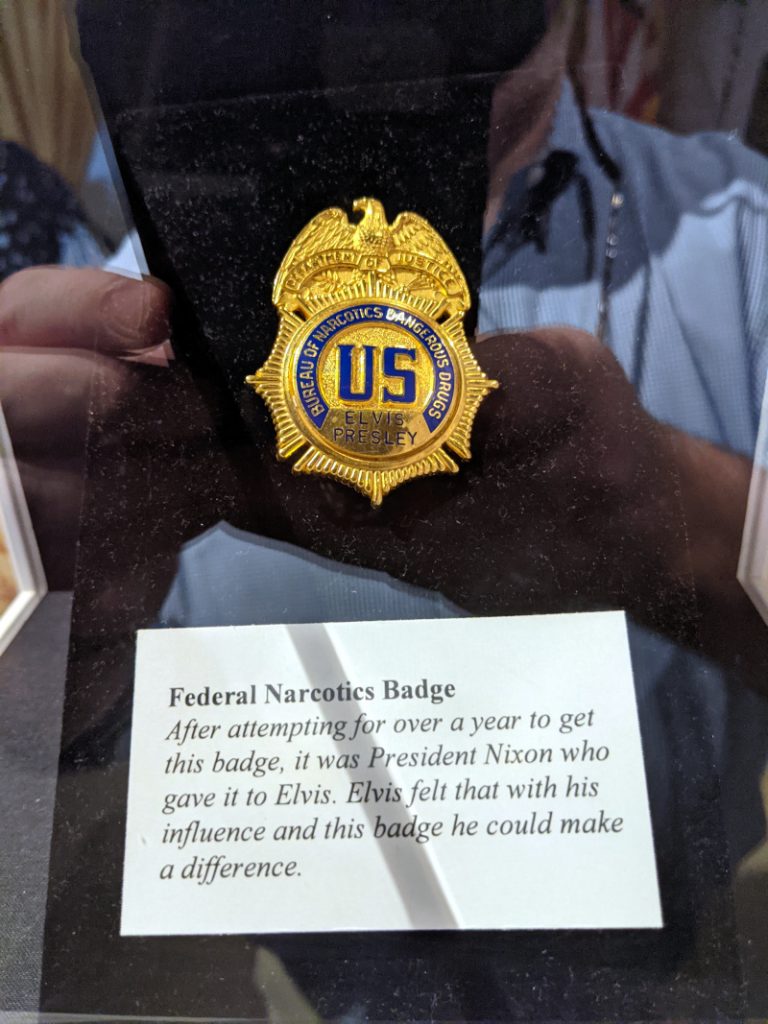 DEPARTMENT OF JUSTICE
BUREAU OF NARCOTICS DANGEROUS DRUGS
US
ELVIS
PRESLEY
Federal Narcotics Badge
After attempting for over a year to get
this badge, it was President Nixon who
gave it to Elvis. Elvis felt that with his
influence and this badge he could make
a difference.